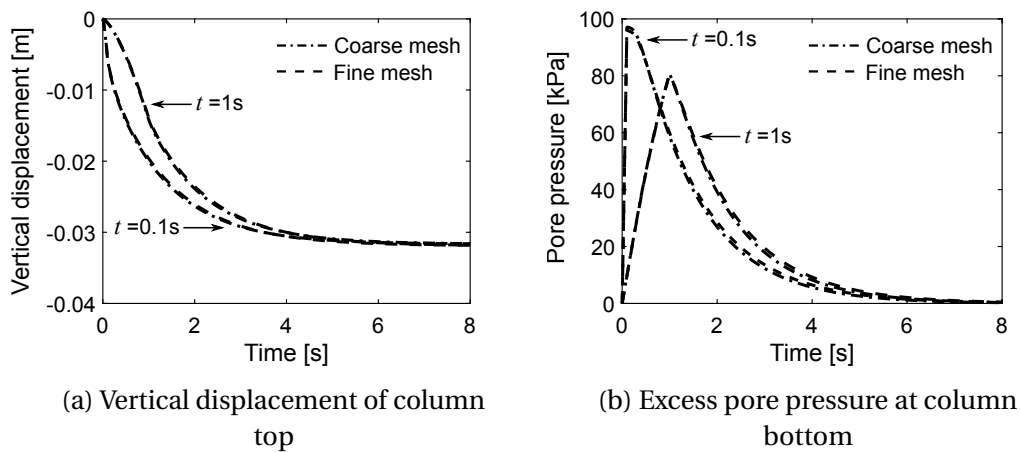 Vertical displacement [m]
0
-0.01
-0.02
-0.03
-0.04
Coarse mesh
Fine mesh
t =1s
t =0.1s
0 2 4 6 8
Time [s]
(a) Vertical displacement of column
top
Pore pressure [kPa]
100
80
60
40
20
0
t =0.1s
Coarse mesh
Fine mesh
t =1s
0 2 4 6 8
Time [s]
(b) Excess pore pressure at column
bottom